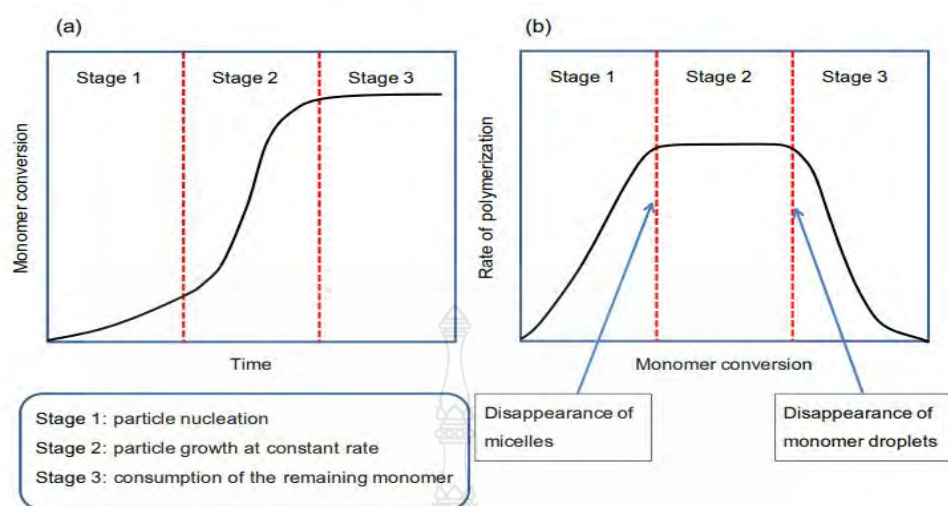 (a)
Stage 1 Stage 2 Stage 3
Monomer conversion
Time
(b)
Stage 1 Stage 2 Stage 3
Rate of polymerization
Monomer conversion
Stage 1: particle nucleation
Stage 2: particle growth at constant rate
Stage 3: consumption of the remaining monomer
Disappearance of
micelles
Disappearance of
monomer droplets